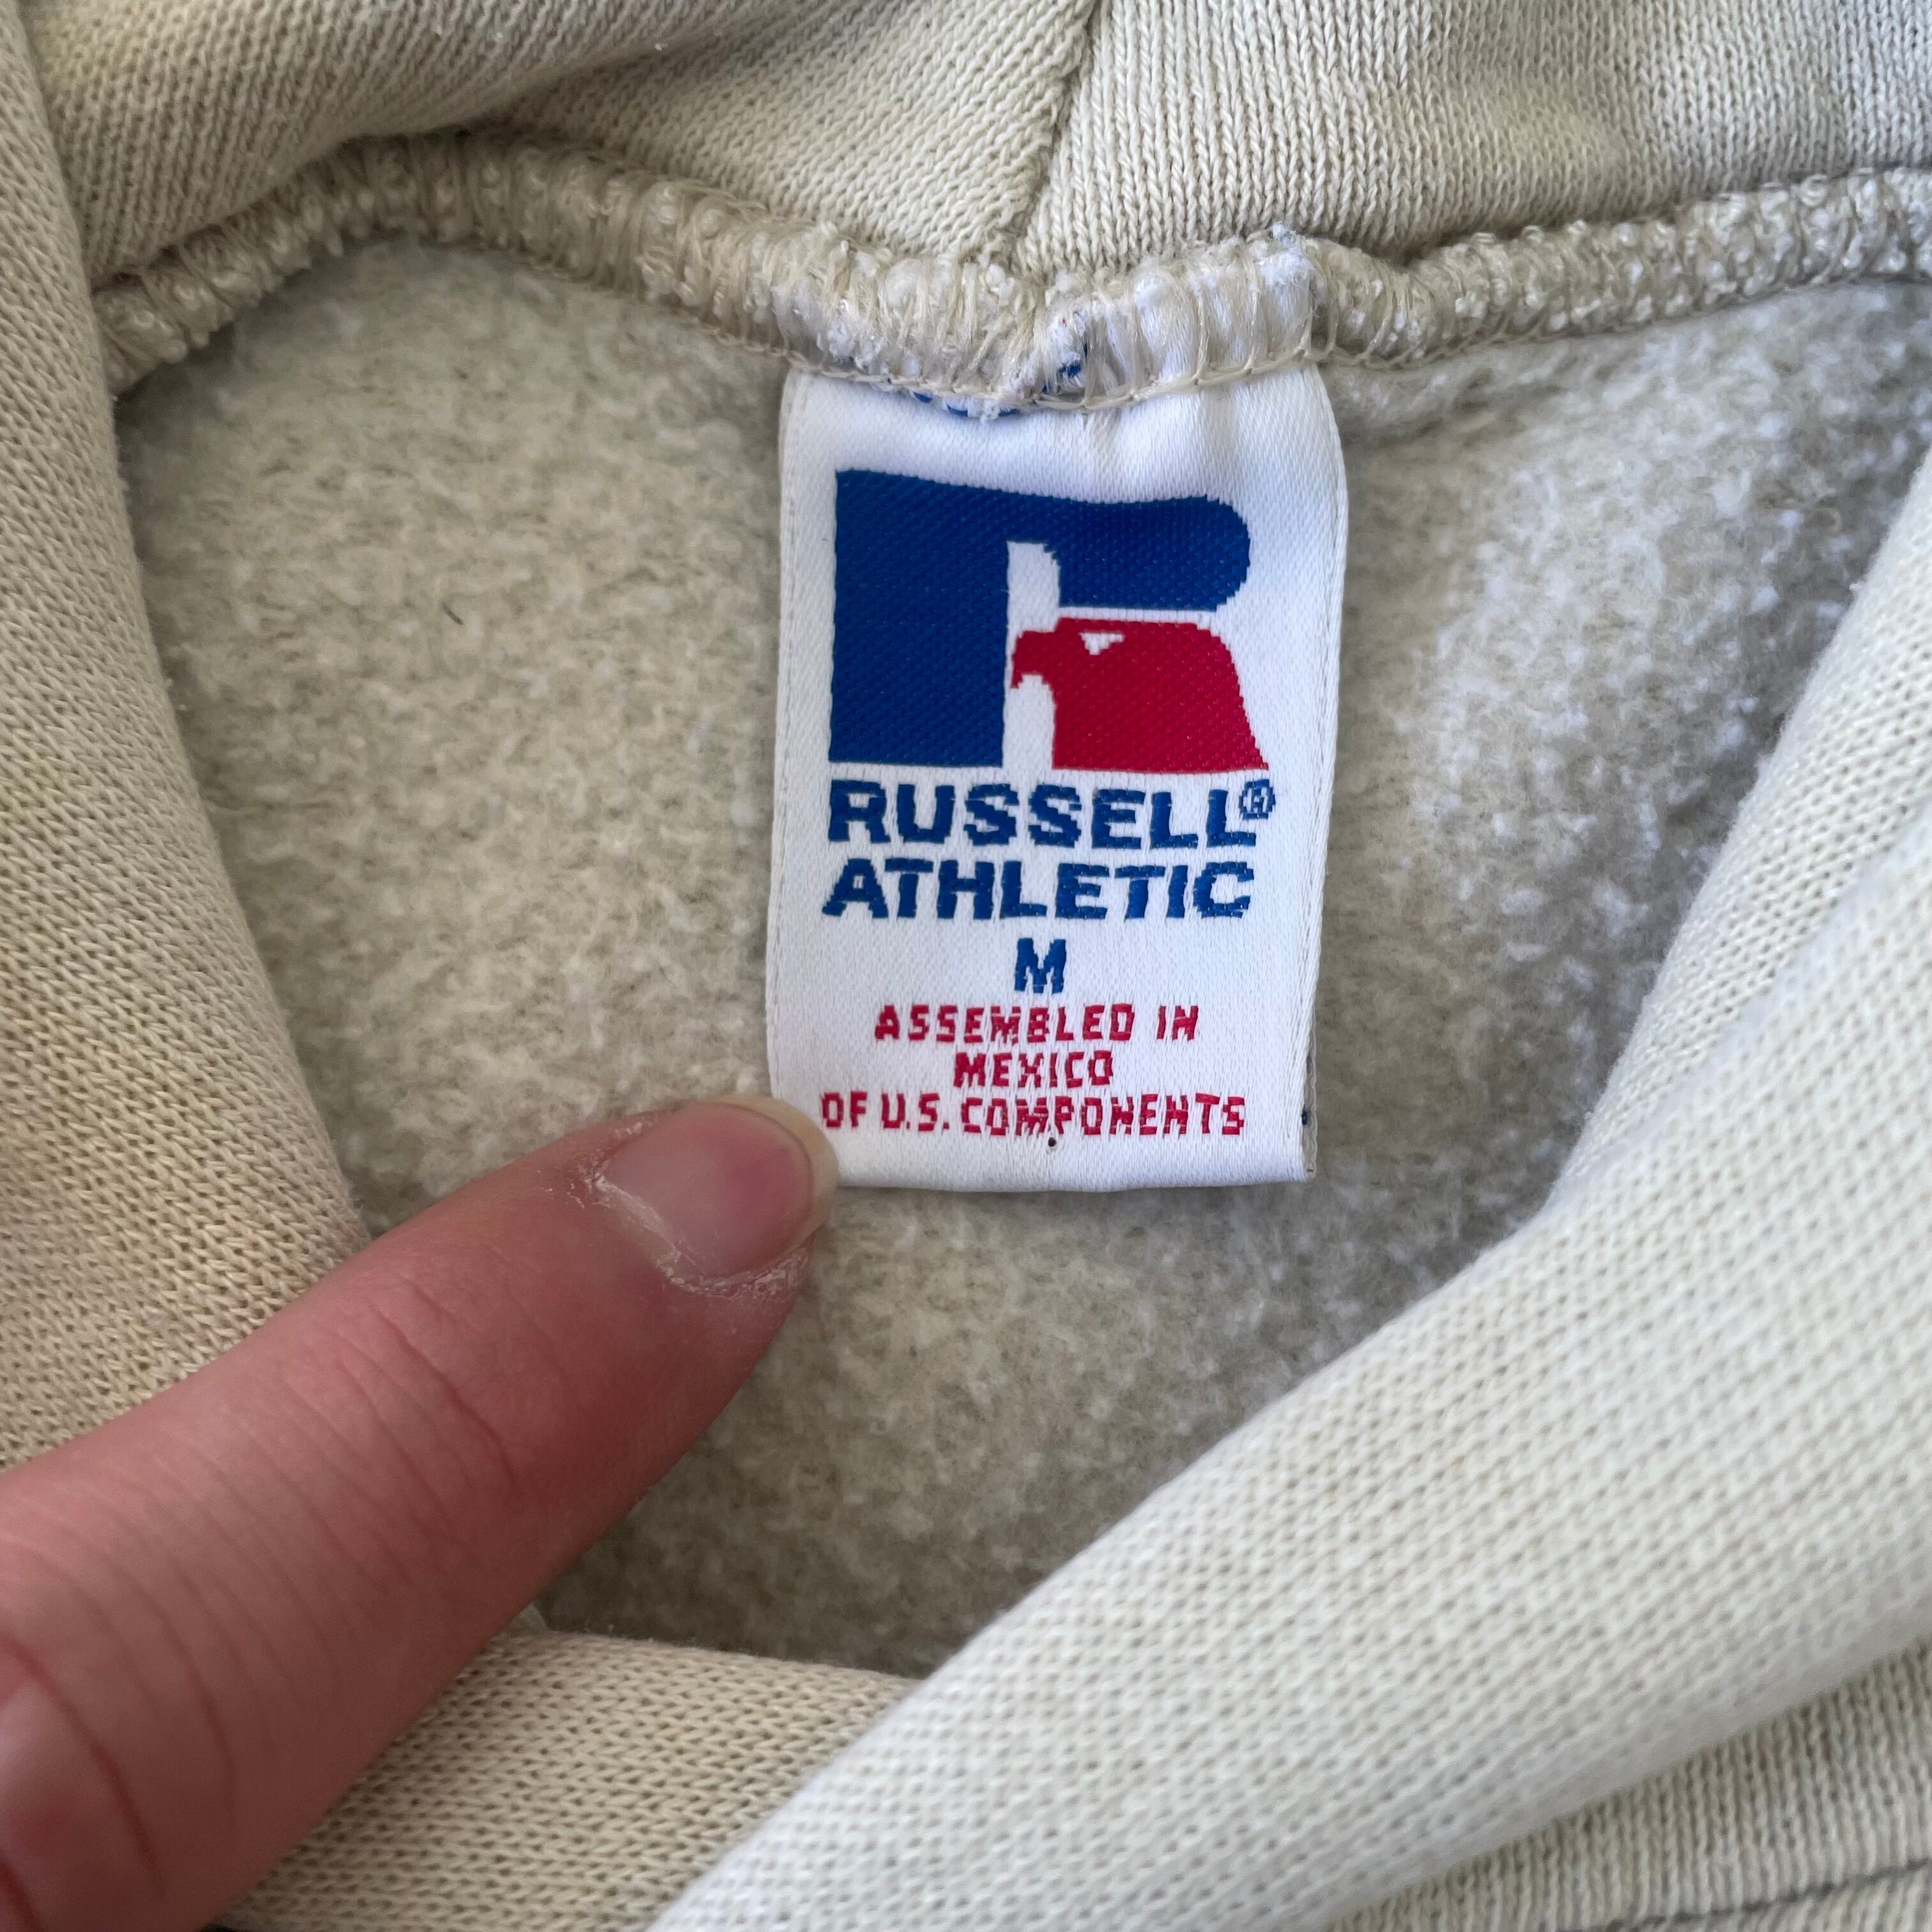 RUSSELL®
ATHLETIC
M
ASSEMBLED IN
MEXICO
OF U.S. COMPONENTS